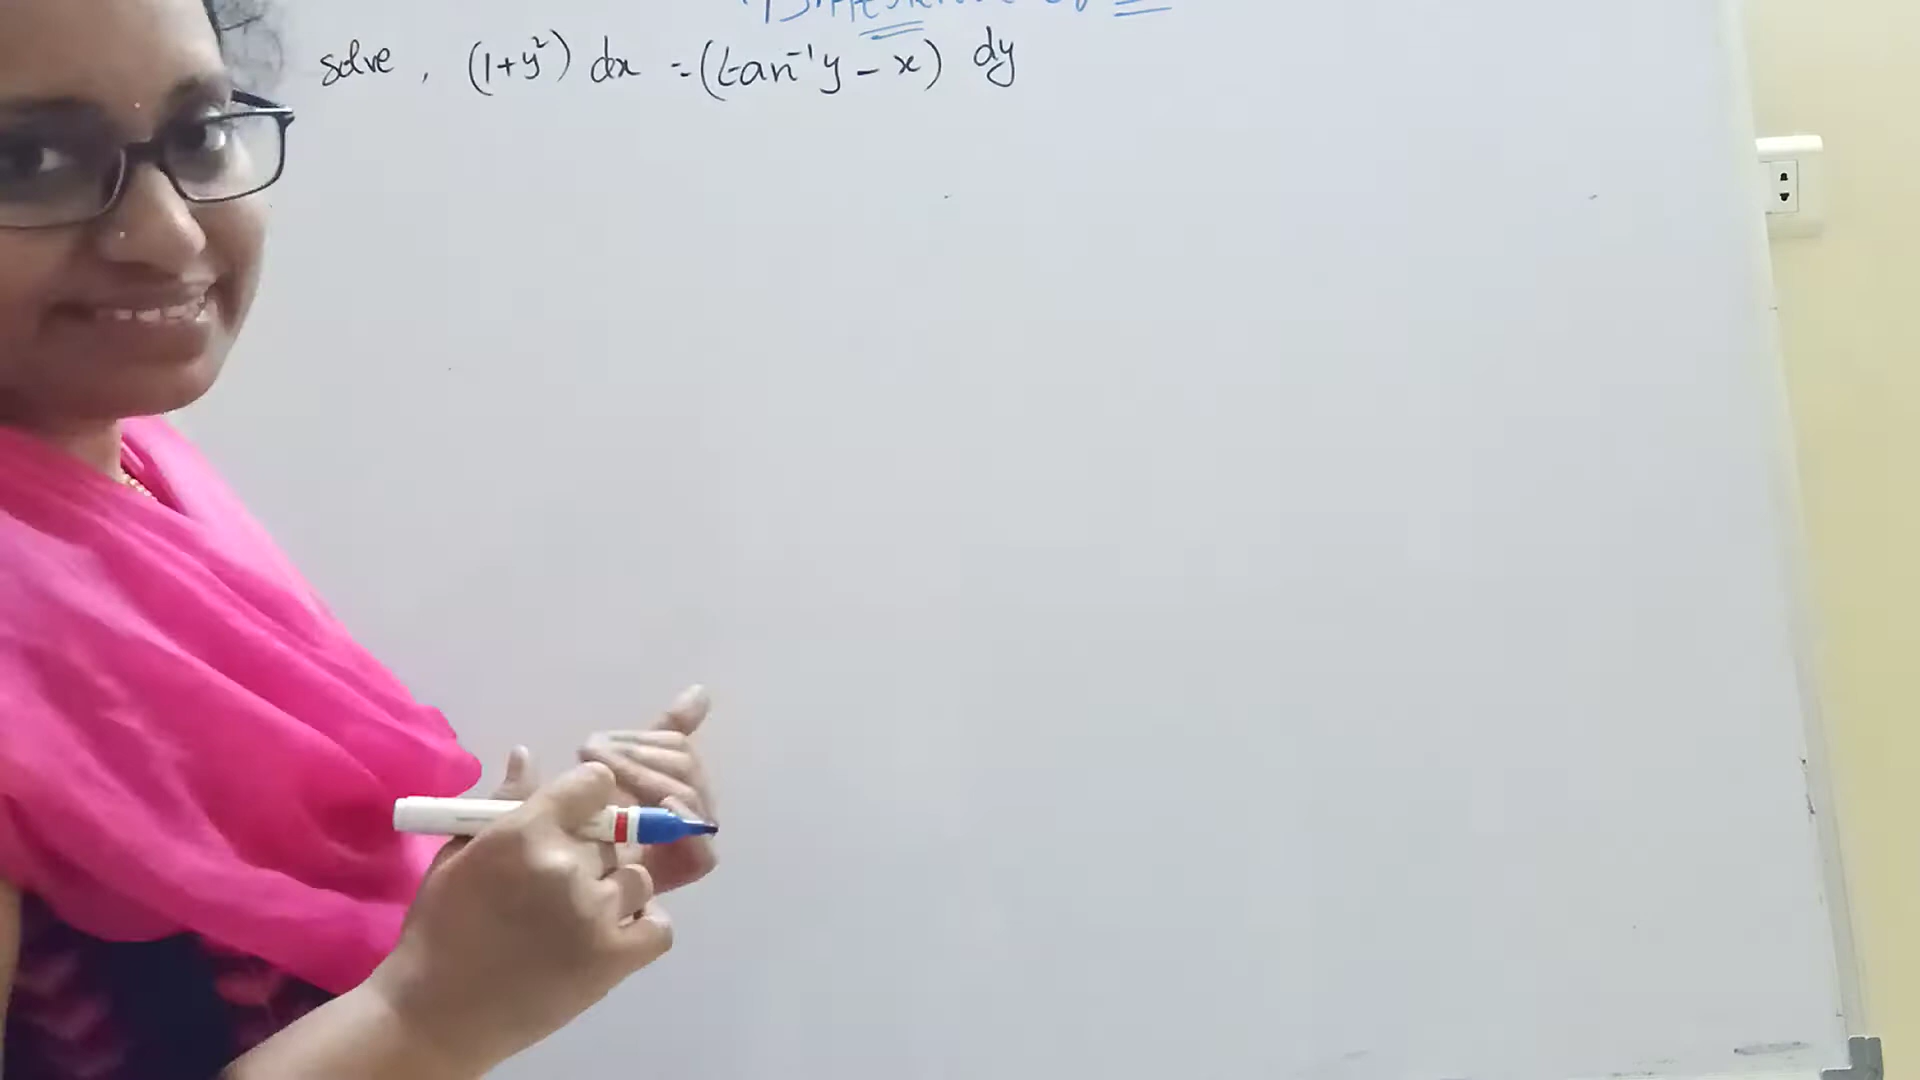 solve , (1+y²) dx = (tan⁻¹y - x) dy